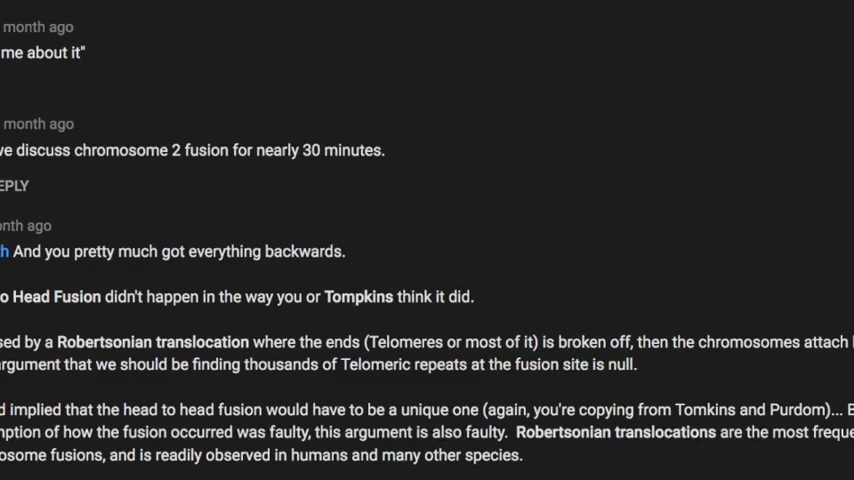 month ago
me about it"
month ago
we discuss chromosome 2 fusion for nearly 30 minutes.
EPLY
onth ago
h And you pretty much got everything backwards.
o Head Fusion didn't happen in the way you or Tompkins think it did.
sed by a Robertsonian translocation where the ends (Telomeres or most of it) is broken off, then the chromosomes attach
argument that we should be finding thousands of Telomeric repeats at the fusion site is null.
d implied that the head to head fusion would have to be a unique one (again, you're copying from Tomkins and Purdom)...
mption of how the fusion occurred was faulty, this argument is also faulty. Robertsonian translocations are the most freque
osome fusions, and is readily observed in humans and many other species.